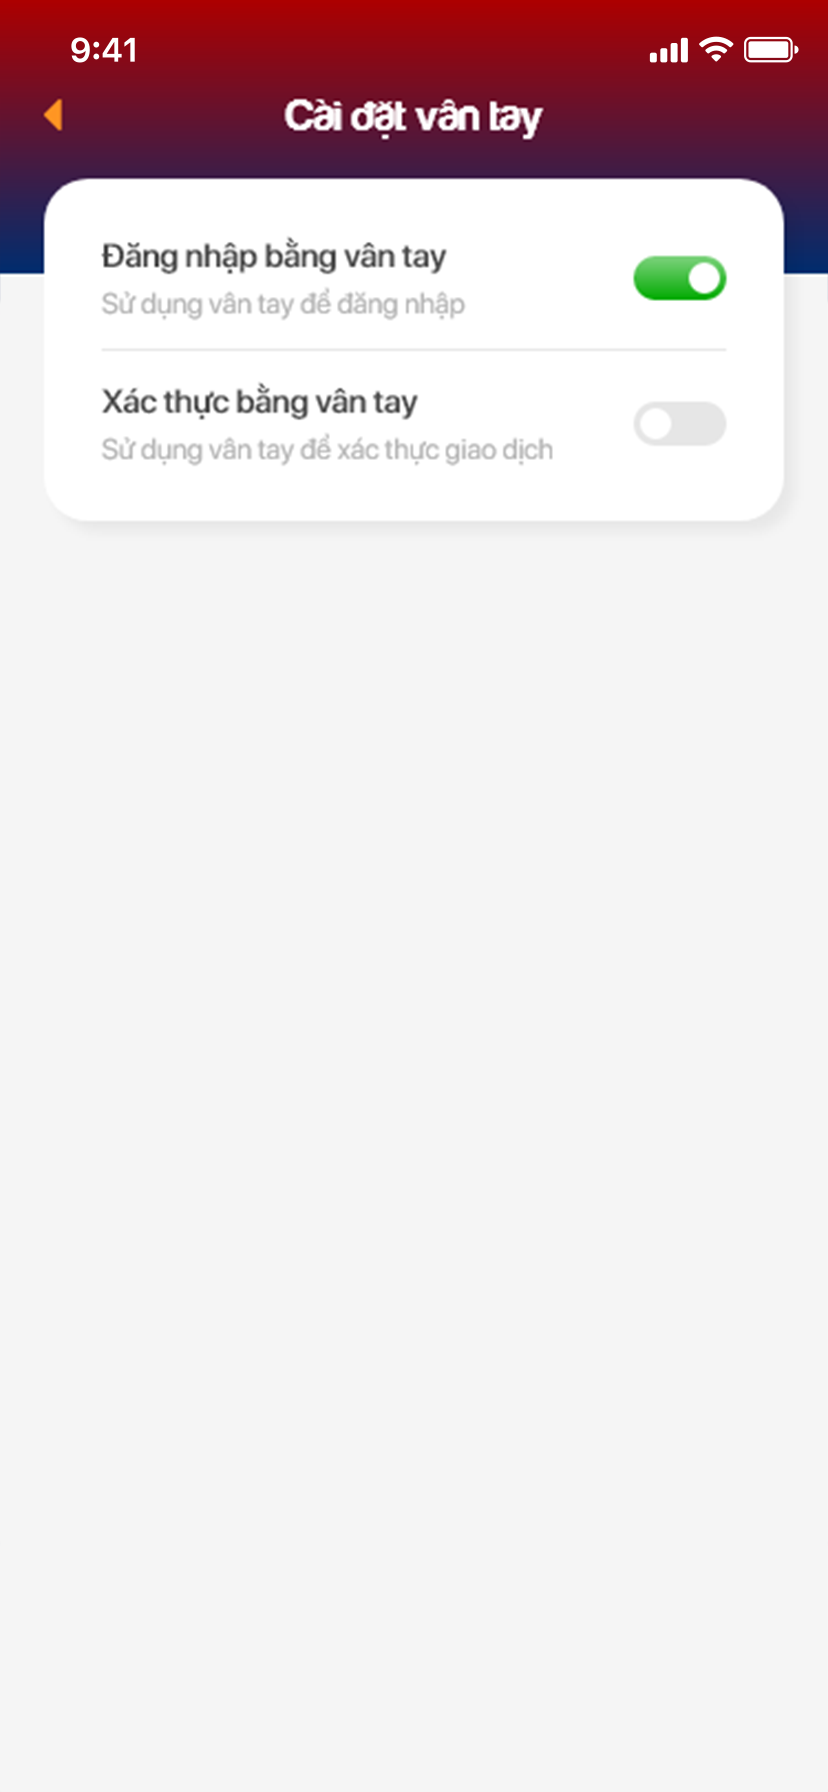 9:41
Cài đặt vân tay
Đăng nhập bằng vân tay
Sử dụng vân tay để đăng nhập
Xác thực bằng vân tay
Sử dụng vân tay để xác thực giao dịch